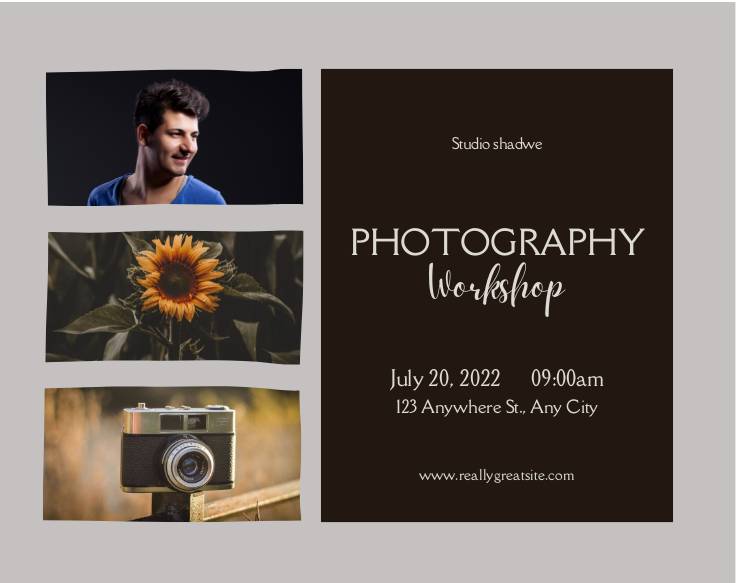 Studio shadwe
PHOTOGRAPHY
Workshop
July 20, 2022 09:00am
123 Anywhere St., Any City
www.reallygreatsite.com